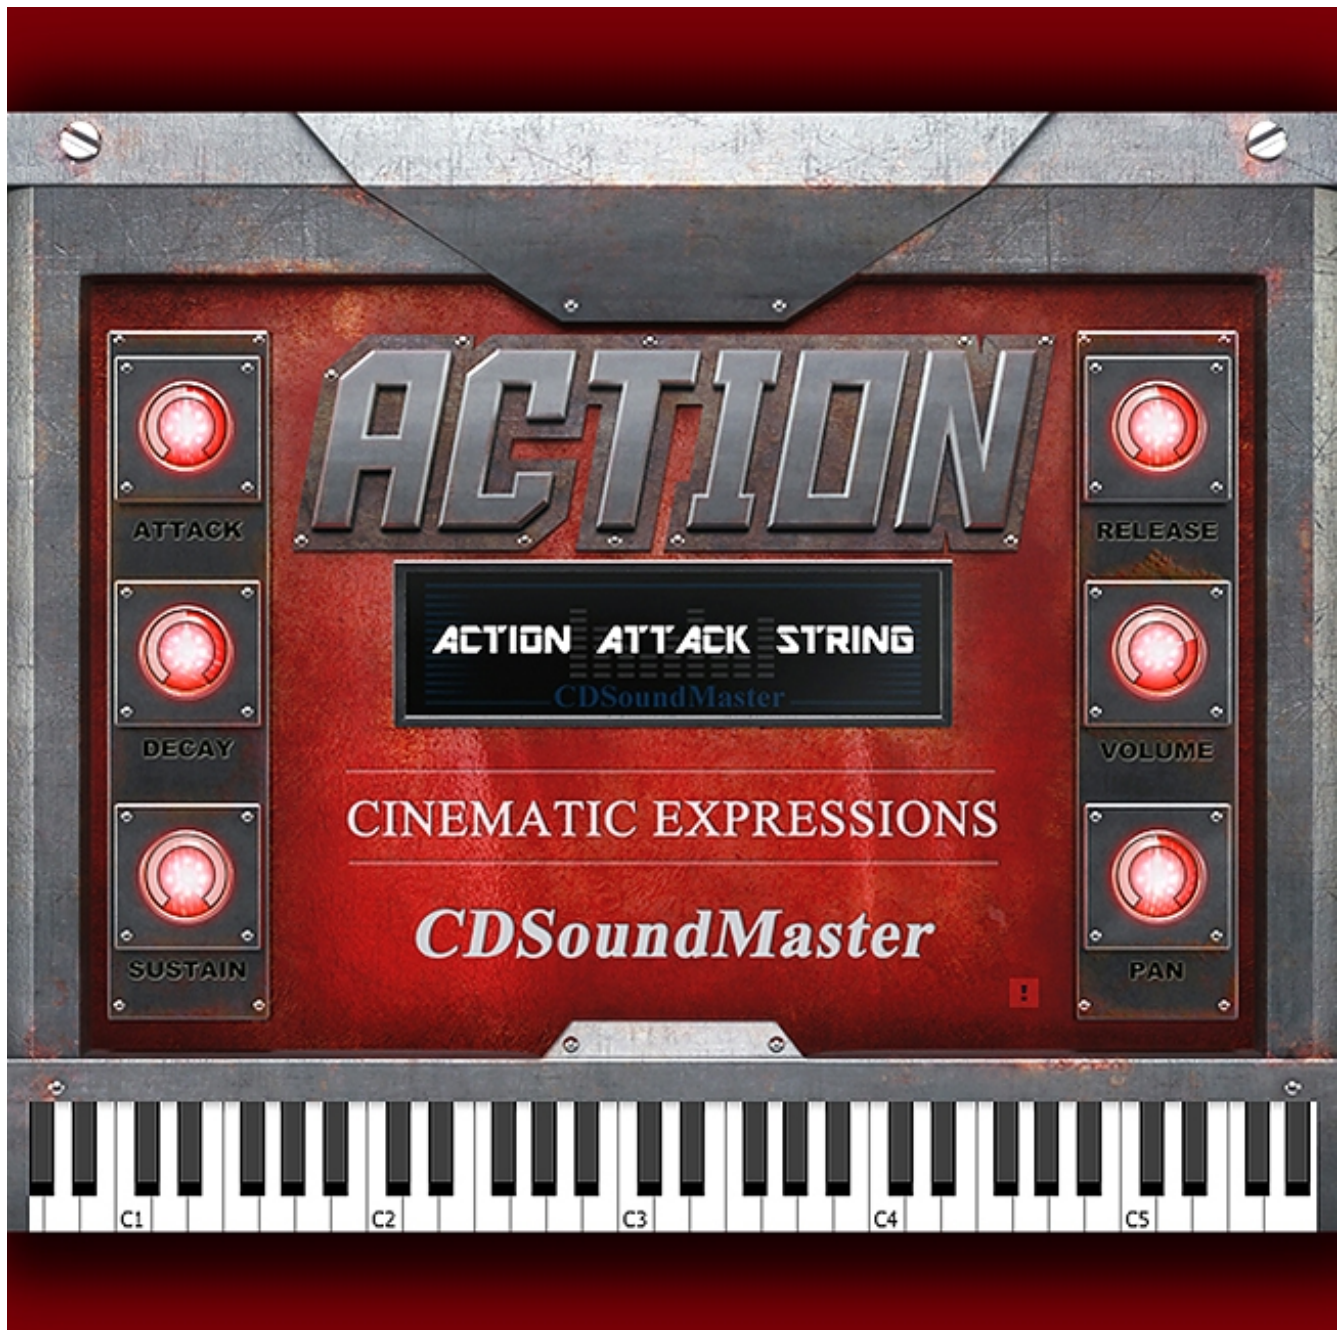 ACTION
ATTACK
RELEASE
ACTION ATTACK STRING
CDSoundMaster
DECAY
VOLUME
CINEMATIC EXPRESSIONS
CDSoundMaster
SUSTAIN
PAN
!
C1 C2 C3 C4 C5